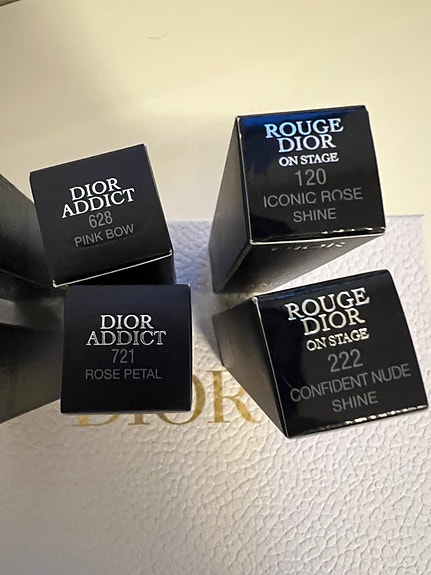 DIOR
ADDICT
628
PINK BOW
ROUGE
DIOR
ON STAGE
120
ICONIC ROSE
SHINE
DIOR
ADDICT
721
ROSE PETAL
ROUGE
DIOR
ON STAGE
222
CONFIDENT NUDE
SHINE
DIOR